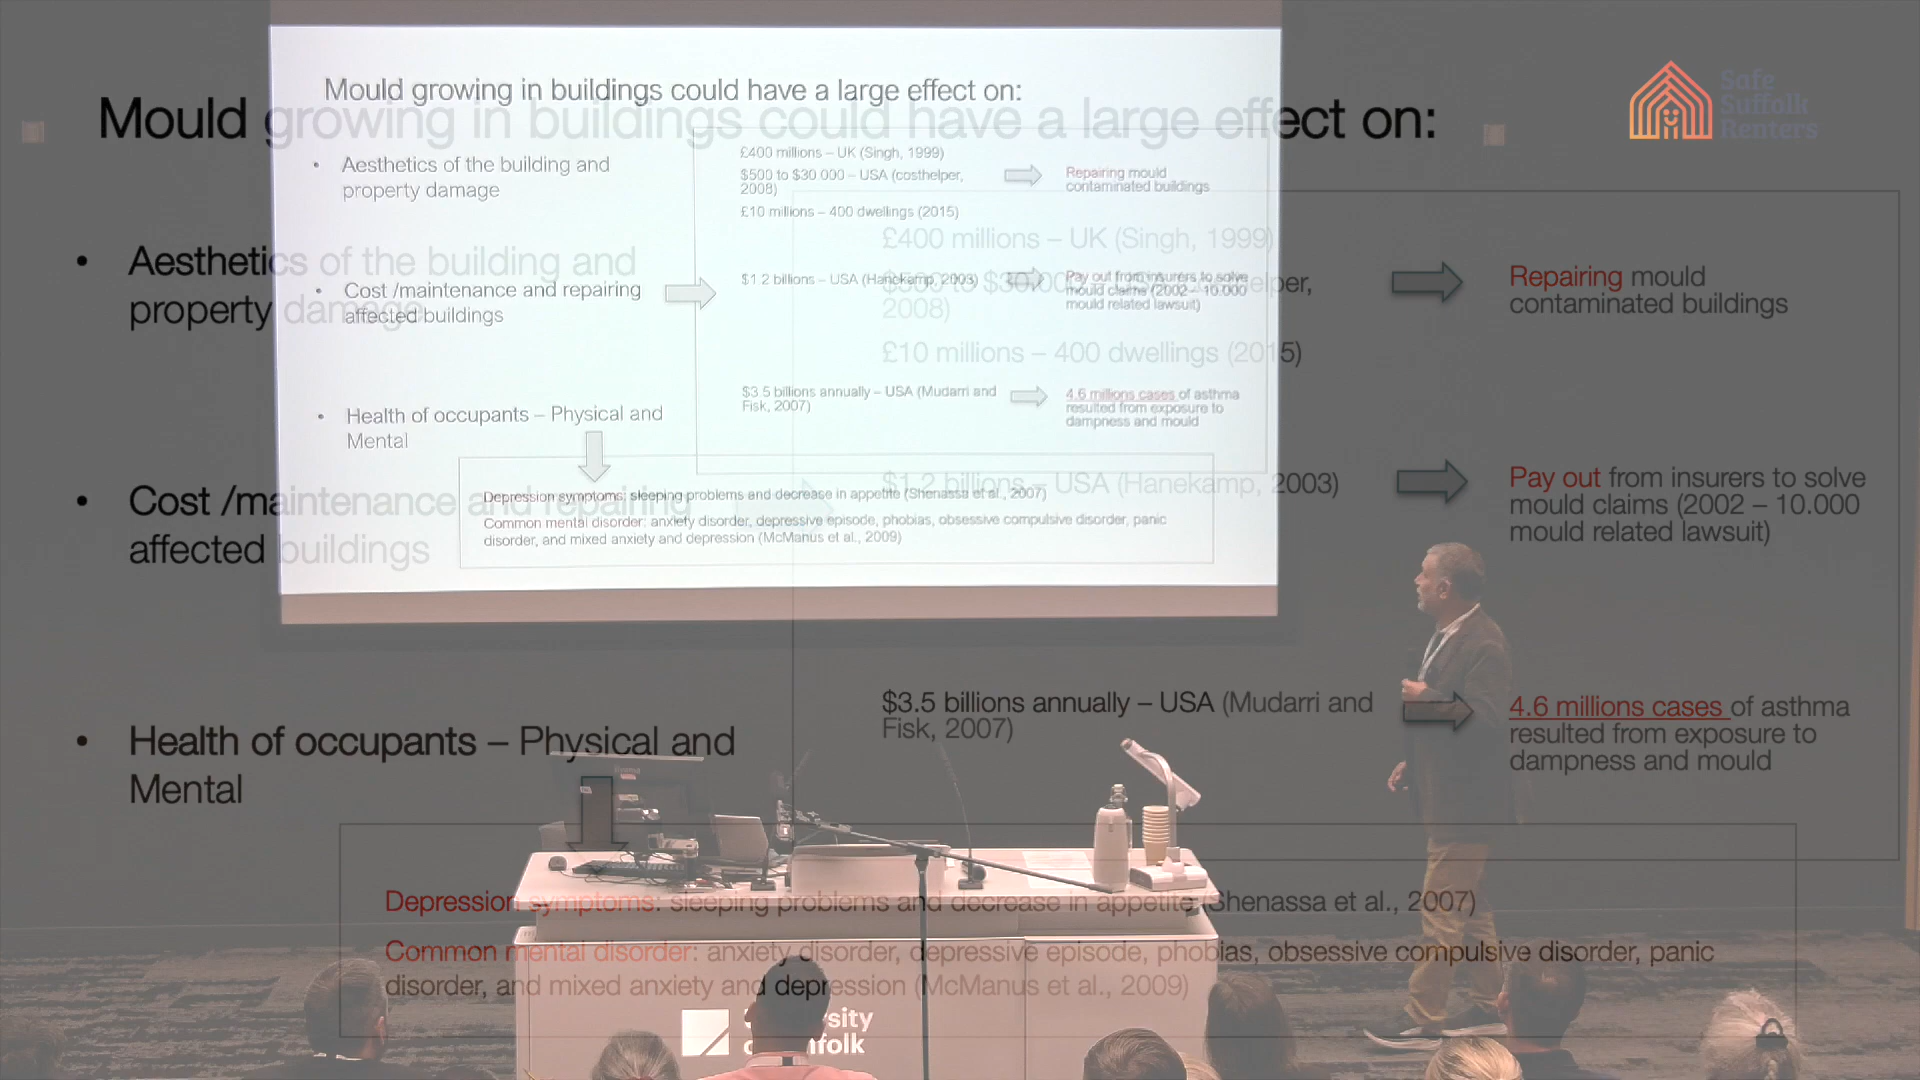 Mould growing in buildings could have a large effect on:
Safe
Suffolk
Renters
• Aesthetics of the building and
property damage
£400 millions – UK (Singh, 1999)
$500 to $30 000 – USA (costhelper,
2008)
£10 millions – 400 dwellings (2015)
Repairing mould
contaminated buildings
• Cost /maintenance and repairing
affected buildings
$1.2 billions – USA (Hanekamp, 2003)
Pay out from insurers to solve
mould claims (2002 – 10.000
mould related lawsuit)
• Health of occupants – Physical and
Mental
$3.5 billions annually – USA (Mudarri and
Fisk, 2007)
4.6 millions cases of asthma
resulted from exposure to
dampness and mould
Depression symptoms: sleeping problems and decrease in appetite (Shenassa et al., 2007)
Common mental disorder: anxiety disorder, depressive episode, phobias, obsessive compulsive disorder, panic
disorder, and mixed anxiety and depression (McManus et al., 2009)
Mould growing in buildings could have a large effect on:
• Aesthetics of the building and
property damage
£400 millions – UK (Singh, 1999)
$500 to $30 000 – USA (costhelper,
2008)
£10 millions – 400 dwellings (2015)
Repairing mould
contaminated buildings
• Cost /maintenance and repairing
affected buildings
$1.2 billions – USA (Hanekamp, 2003)
Pay out from insurers to solve
mould claims (2002 – 10.000
mould related lawsuit)
• Health of occupants – Physical and
Mental
$3.5 billions annually – USA (Mudarri and
Fisk, 2007)
4.6 millions cases of asthma
resulted from exposure to
dampness and mould
Depression symptoms: sleeping problems and decrease in appetite (Shenassa et al., 2007)
Common mental disorder: anxiety disorder, depressive episode, phobias, obsessive compulsive disorder, panic
disorder, and mixed anxiety and depression (McManus et al., 2009)